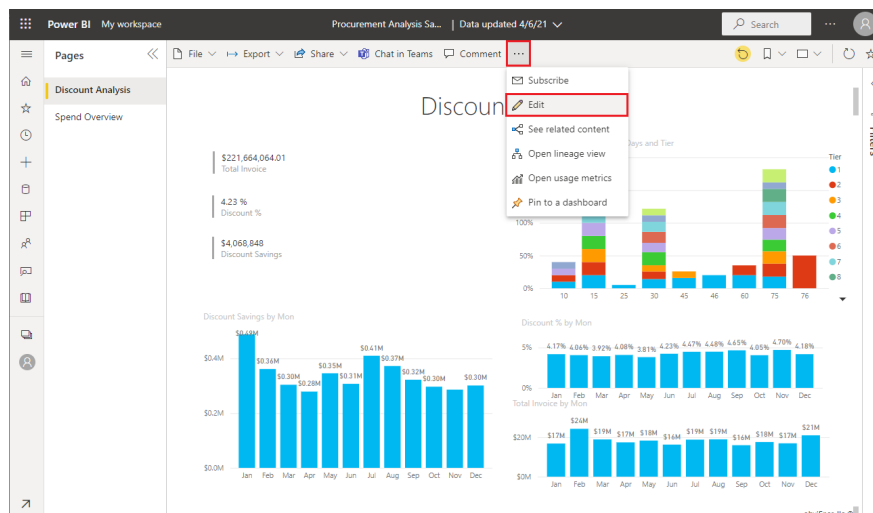 Power BI My workspace
Procurement Analysis Sa... | Data updated 4/6/21
Search
Pages
File
Export
Share
Chat in Teams
Comment
Discount Analysis
Spend Overview
Subscribe
Edit
See related content
Open lineage view
Open usage metrics
Pin to a dashboard
Filters
Discoun
$221,664,064.01
Total Invoice
4.23 %
Discount %
$4,068,848
Discount Savings
Days and Tier
Tier
1
2
3
4
5
6
7
8
100%
50%
0%
10 15 25 30 45 46 60 75 76
Discount Savings by Mon
$0.49M $0.36M $0.30M $0.28M $0.35M $0.31M $0.41M $0.37M $0.32M $0.30M $0.30M
$0.4M
$0.2M
$0.0M
Jan Feb Mar Apr May Jun Jul Aug Sep Oct Nov Dec
Discount % by Mon
5%
4.17% 4.06% 3.92% 4.08% 3.81% 4.23% 4.47% 4.48% 4.65% 4.05% 4.70% 4.18%
0%
Jan Feb Mar Apr May Jun Jul Aug Sep Oct Nov Dec
Total Invoice by Mon
$17M $24M $19M $17M $18M $16M $19M $19M $16M $18M $17M $21M
$20M
$0M
Jan Feb Mar Apr May Jun Jul Aug Sep Oct Nov Dec